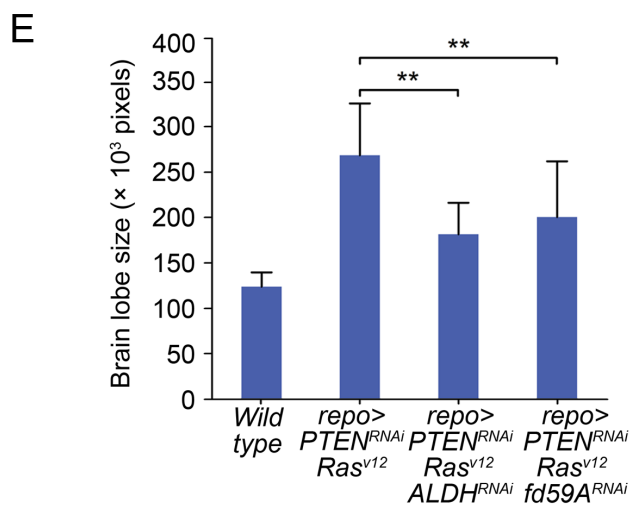 E
Brain lobe size (× 10³ pixels)
400
350
300
250
200
150
100
50
0
**
**
Wild
type
repo>
PTENᴿᴺᴬⁱ
Rasᵛ¹²
repo>
PTENᴿᴺᴬⁱ
Rasᵛ¹²
ALDHᴿᴺᴬⁱ
repo>
PTENᴿᴺᴬⁱ
Rasᵛ¹²
fd59Aᴿᴺᴬⁱ